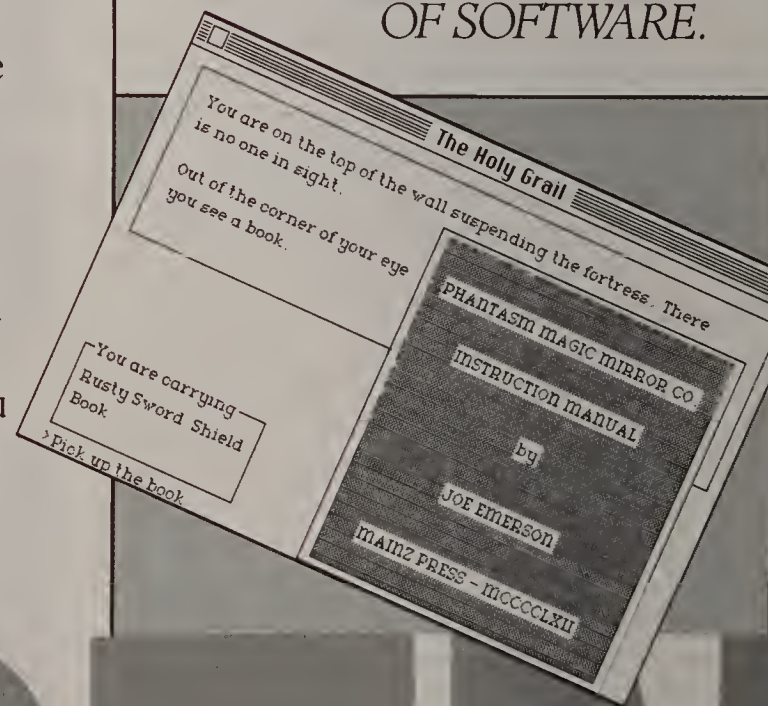 OF SOFTWARE.
The Holy Grail
You are on the top of the wall suspending the fortress. There
is no one in sight.
Out of the corner of your eye
you see a book.
You are carrying
Rusty Sword Shield
Book
>Pick up the book
PHANTASM MAGIC MIRROR CO.
INSTRUCTION MANUAL
by
JOE EMERSON
MAINZ PRESS – MCCCCLXII